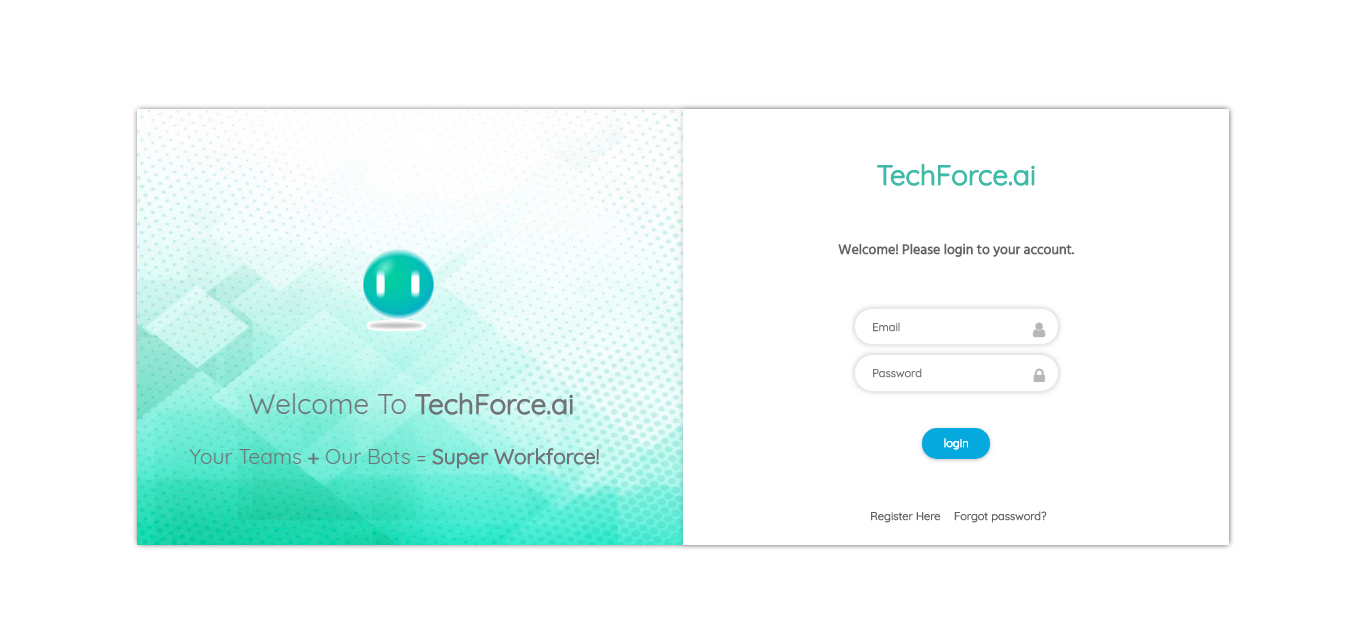 Welcome To TechForce.ai
Your Teams + Our Bots = Super Workforce!
TechForce.ai
Welcome! Please login to your account.
Email
Password
login
Register Here Forgot password?